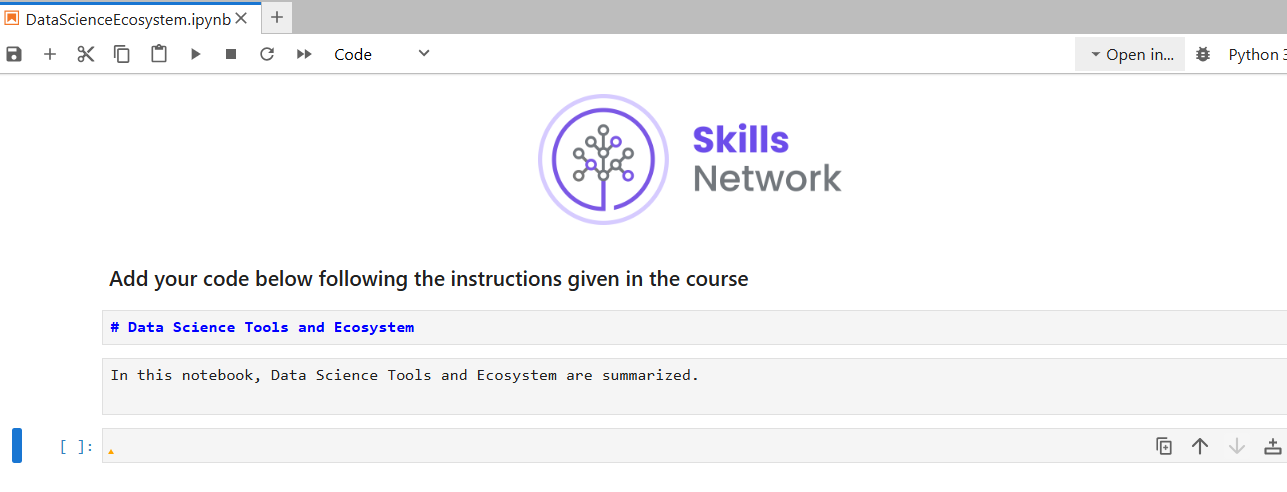 DataScienceEcosystem.ipynb
Code
Open in...
Python 3
Skills
Network
Add your code below following the instructions given in the course
# Data Science Tools and Ecosystem
In this notebook, Data Science Tools and Ecosystem are summarized.
[ ]: